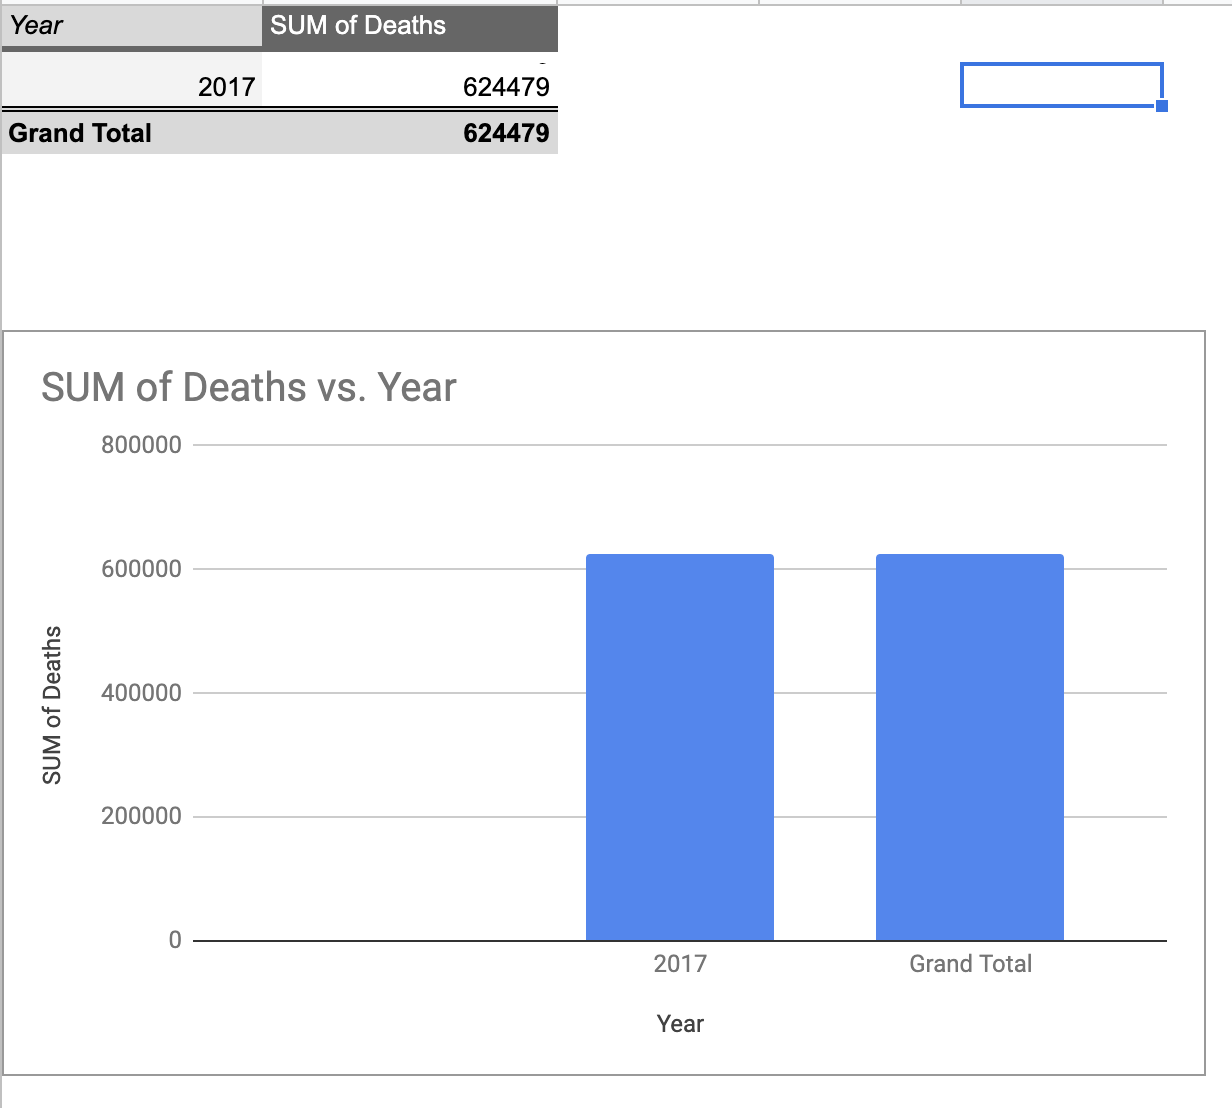 Year SUM of Deaths
2017 624479
Grand Total 624479
SUM of Deaths vs. Year
800000
600000
400000
200000
0
SUM of Deaths
2017 Grand Total
Year